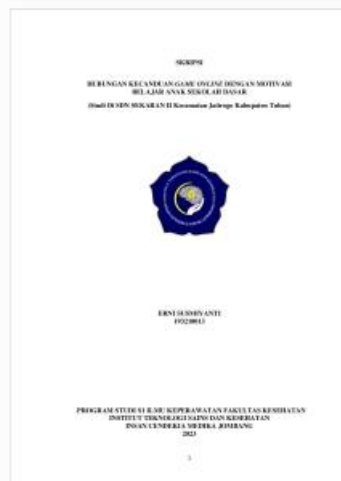 SKRIPSI
HUBUNGAN KECANDUAN GAME ONLINE DENGAN MOTIVASI
BELAJAR ANAK SEKOLAH DASAR
(Studi Di SDN SEKARAN II Kecamatan Jatirogo Kabupaten Tuban)
ERNI
PROGRAM STUDI S1 ILMU KEPERAWATAN FAKULTAS KESEHATAN
INSTITUT TEKNOLOGI SAINS DAN KESEHATAN
INSAN CENDEKIA MEDIKA JOMBANG
2023